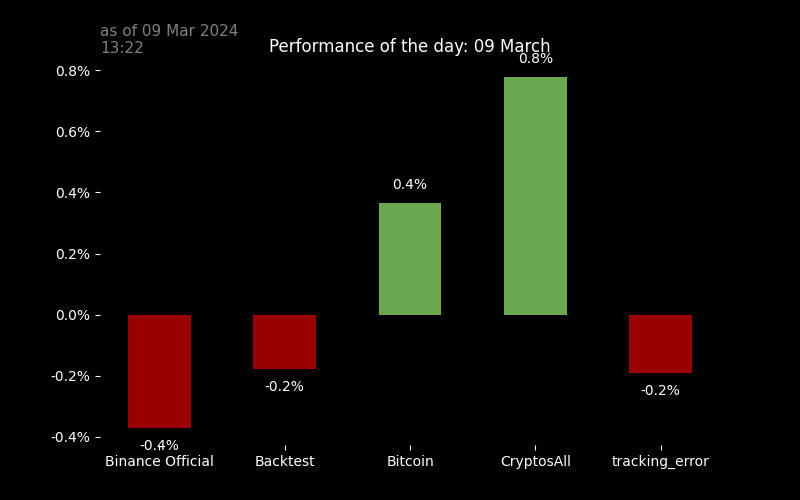 as of 09 Mar 2024
13:22
Performance of the day: 09 March
0.8%
0.8%
0.6%
0.4%
0.4%
0.2%
0.0%
-0.2%
-0.2%
-0.2%
-0.4%
-0.4%
Binance Official
Backtest
Bitcoin
CryptosAll
tracking_error